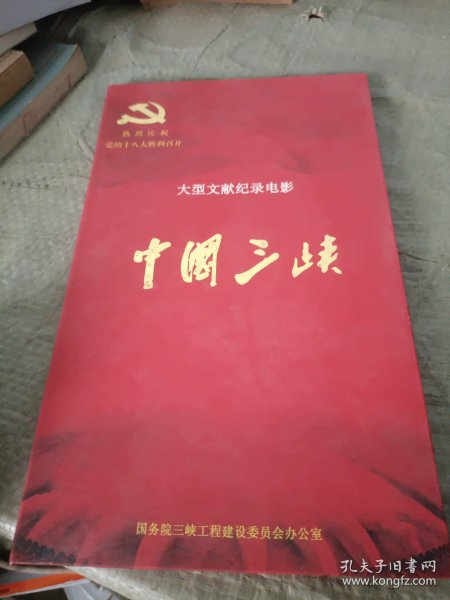 热烈庆祝
党的十八大胜利召开
大型文献纪录电影
中國三峡
国务院三峡工程建设委员会办公室
孔夫子旧书网
www.kongfz.com